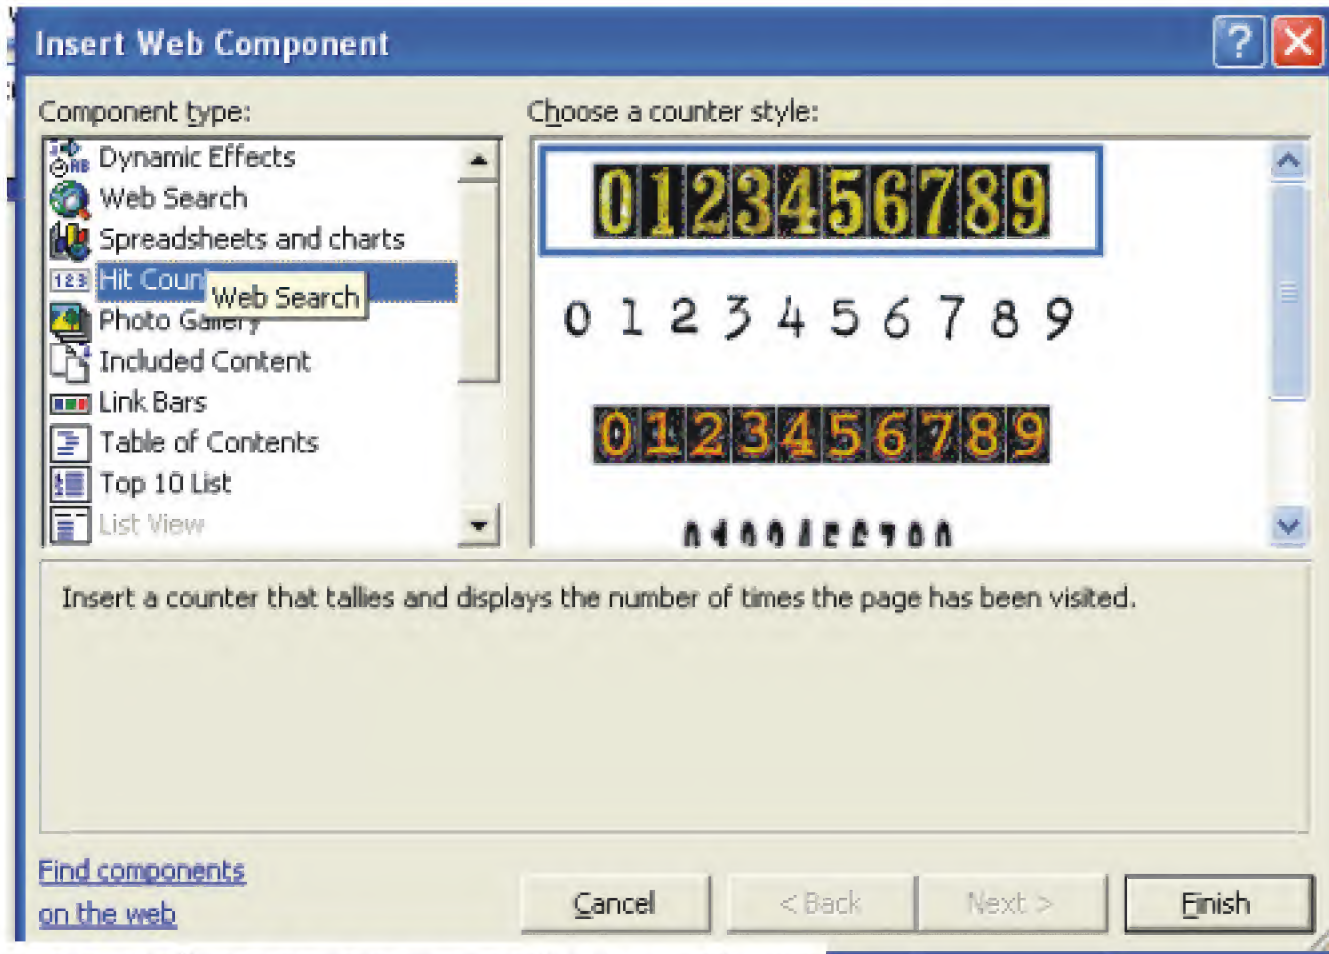 Insert Web Component
Component type:
Dynamic Effects
Web Search
Spreadsheets and charts
123 Hit Coun
Web Search
Photo Gallery
Included Content
Link Bars
Table of Contents
Top 10 List
List View
Choose a counter style:
0123456789
0 1 2 3 4 5 6 7 8 9
0123456789
Insert a counter that tallies and displays the number of times the page has been visited.
Find components
on the web
Cancel
< Back
Next >
Finish